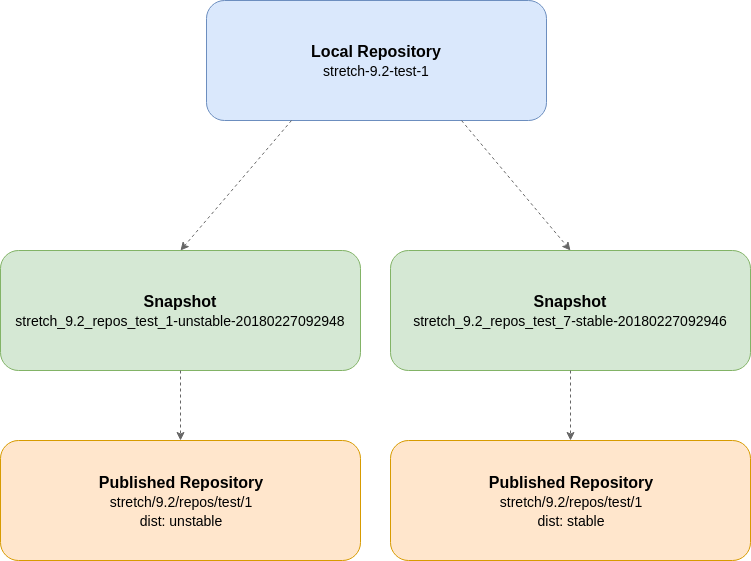 Local Repository
stretch-9.2-test-1
Snapshot
stretch_9.2_repos_test_1-unstable-20180227092948
Snapshot
stretch_9.2_repos_test_7-stable-20180227092946
Published Repository
stretch/9.2/repos/test/1
dist: unstable
Published Repository
stretch/9.2/repos/test/1
dist: stable